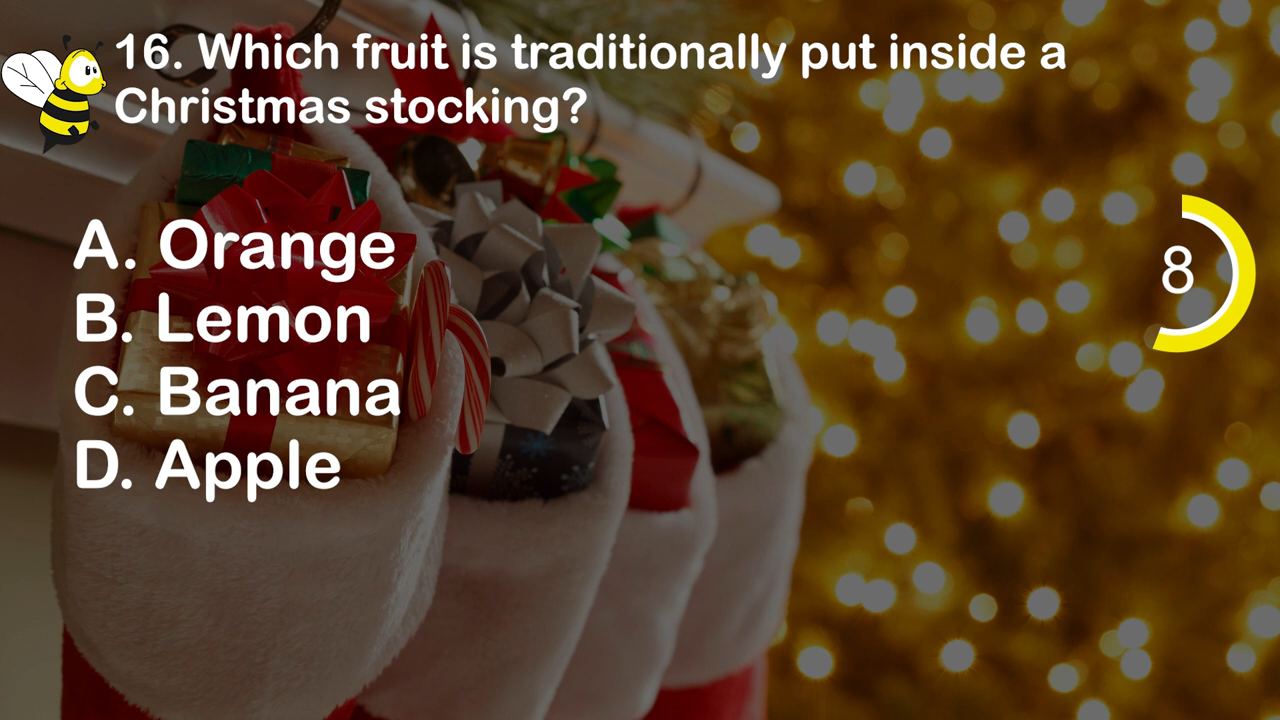 16. Which fruit is traditionally put inside a
Christmas stocking?
A. Orange
B. Lemon
C. Banana
D. Apple
8